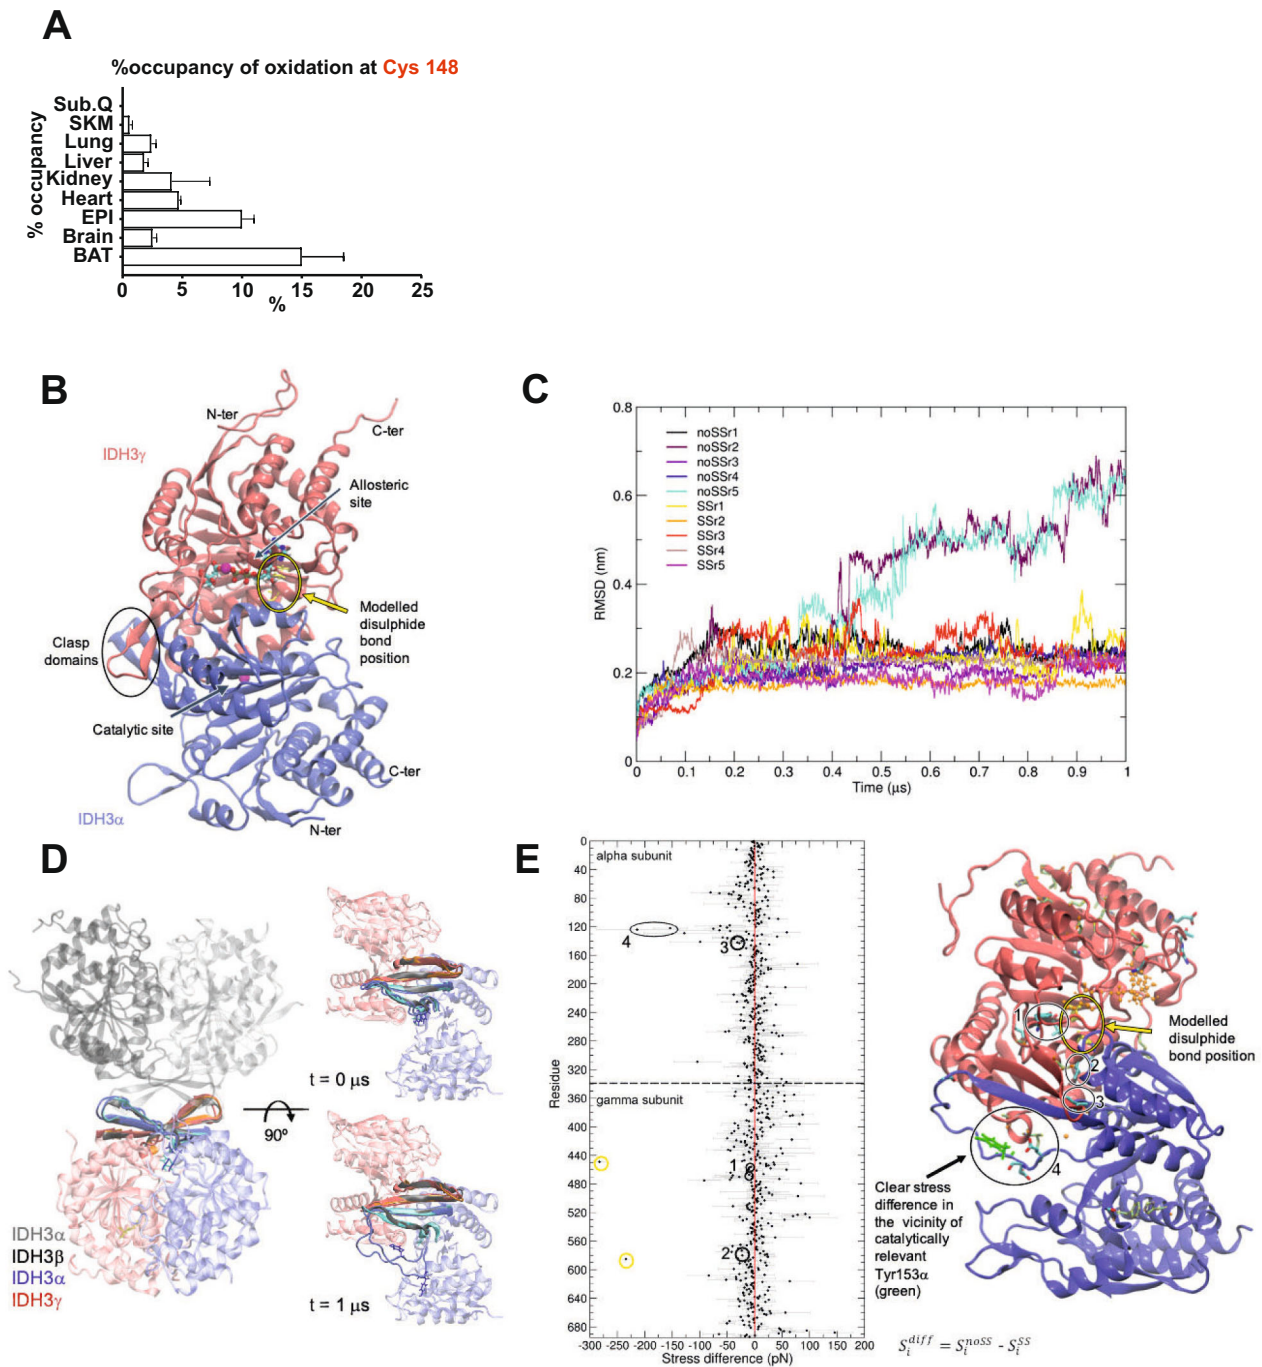 A
%occupancy of oxidation at Cys 148
% occupancy
Sub.Q
SKM
Lung
Liver
Kidney
Heart
EPI
Brain
BAT
0 5 10 15 20 25
%
B
N-ter
C-ter
IDH3γ
Allosteric
site
Modelled
disulphide
bond
position
Clasp
domains
Catalytic site
C-ter
IDH3α
N-ter
C
0.8
0.6
0.4
0.2
0
RMSD (nm)
noSSr1
noSSr2
noSSr3
noSSr4
noSSr5
SSr1
SSr2
SSr3
SSr4
SSr5
0 0.1 0.2 0.3 0.4 0.5 0.6 0.7 0.8 0.9 1
Time (μs)
D
90º
t = 0 μs
t = 1 μs
IDH3α
IDH3β
IDH3α
IDH3γ
E
Residue
0
40
80
120
160
200
240
280
320
360
400
440
480
520
560
600
640
680
alpha subunit
4
3
gamma subunit
1
2
-300 -250 -200 -150 -100 -50 0 50 100 150 200
Stress difference (pN)
1
2
3
4
Modelled
disulphide
bond position
Clear stress
difference in
the vicinity of
catalytically
relevant
Tyr153α
(green)
S_i^{diff} = S_i^{noSS} - S_i^{SS}